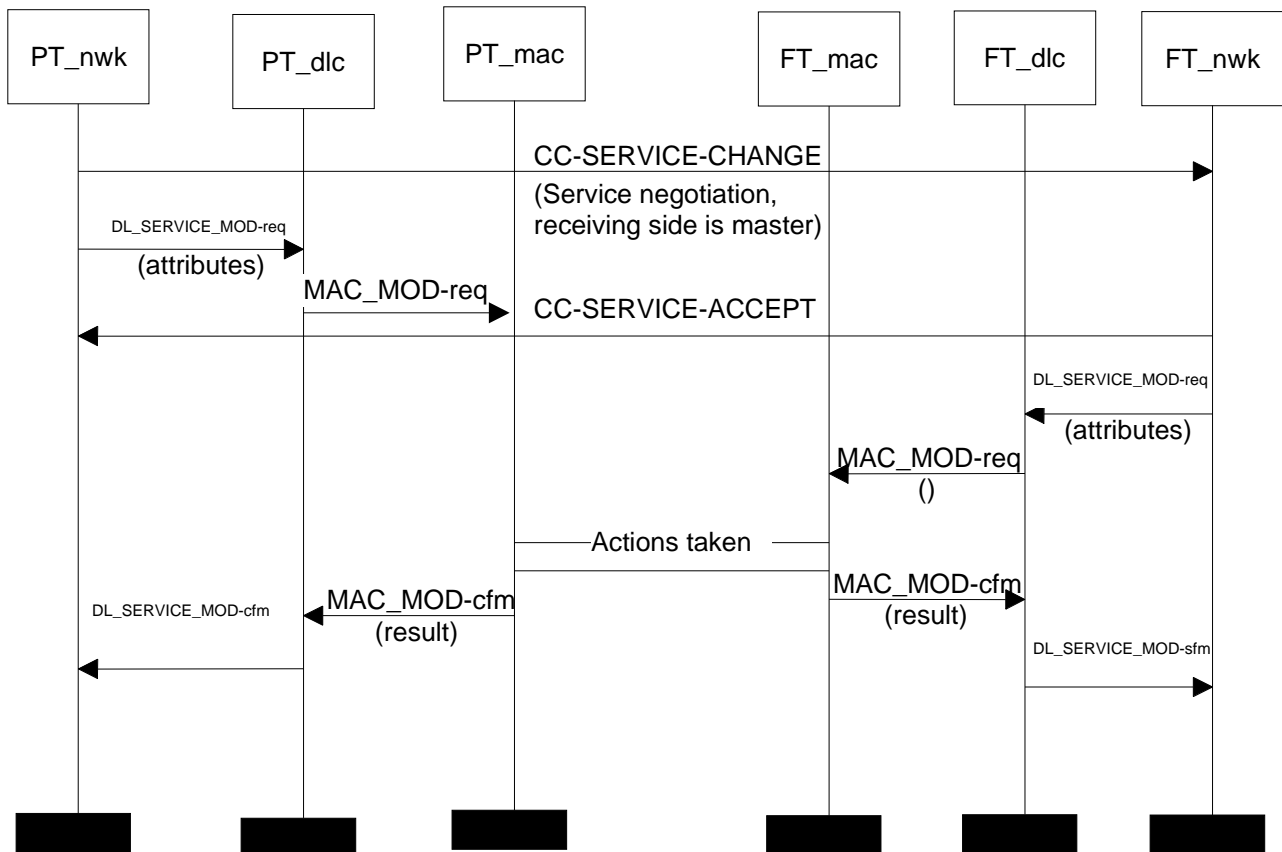 PT_nwk
PT_dlc
PT_mac
FT_mac
FT_dlc
FT_nwk
CC-SERVICE-CHANGE
(Service negotiation,
receiving side is master)
DL_SERVICE_MOD-req
(attributes)
MAC_MOD-req
CC-SERVICE-ACCEPT
DL_SERVICE_MOD-req
(attributes)
MAC_MOD-req
()
Actions taken
MAC_MOD-cfm
(result)
MAC_MOD-cfm
(result)
DL_SERVICE_MOD-cfm
DL_SERVICE_MOD-sfm